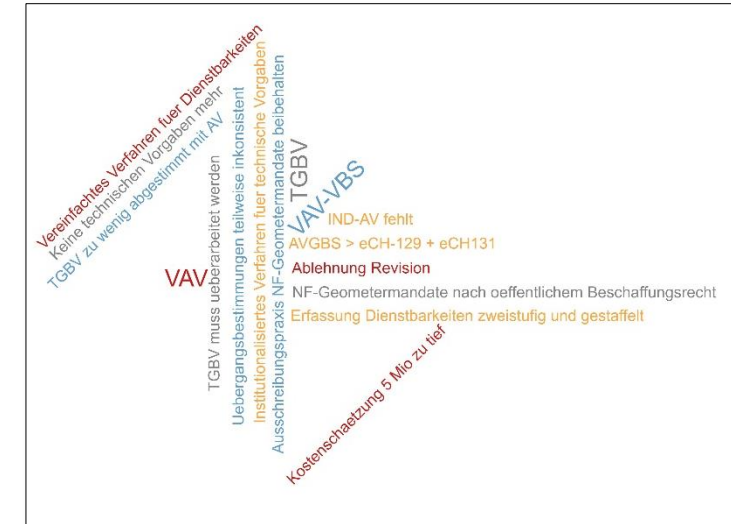 Vereinfachtes Verfahren fuer Dienstbarkeiten
Keine technischen Vorgaben mehr
TGBV zu wenig abgestimmt mit AV
VAV
TGBV muss ueberarbeitet werden
Uebergangsbestimmungen teilweise inkonsistent
Institutionalisiertes Verfahren fuer technische Vorgaben
Ausschreibungspraxis NF-Geometermandate beibehalten
TGBV
VAV-VBS
IND-AV fehlt
AVGBS > eCH-129 + eCH131
Ablehnung Revision
NF-Geometermandate nach oeffentlichem Beschaffungsrecht
Erfassung Dienstbarkeiten zweistufig und gestaffelt
Kostenschaetzung 5 Mio zu tief